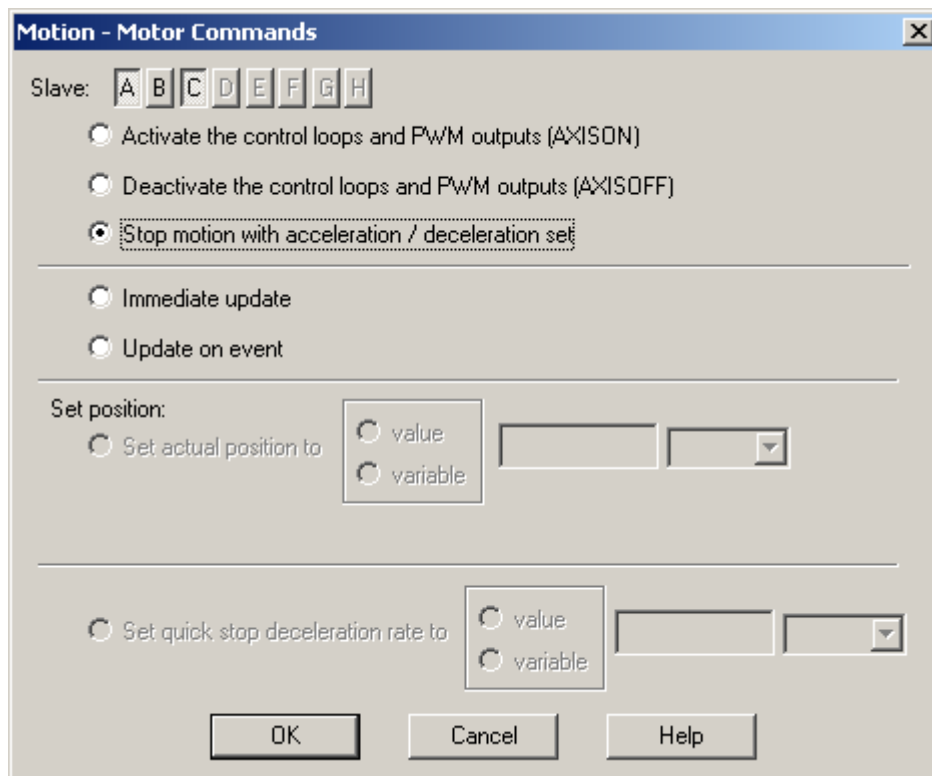 Motion - Motor Commands
Slave: A B C D E F G H
Activate the control loops and PWM outputs (AXISON)
Deactivate the control loops and PWM outputs (AXISOFF)
Stop motion with acceleration / deceleration set
Immediate update
Update on event
Set position:
Set actual position to
value
variable
Set quick stop deceleration rate to
value
variable
OK Cancel Help